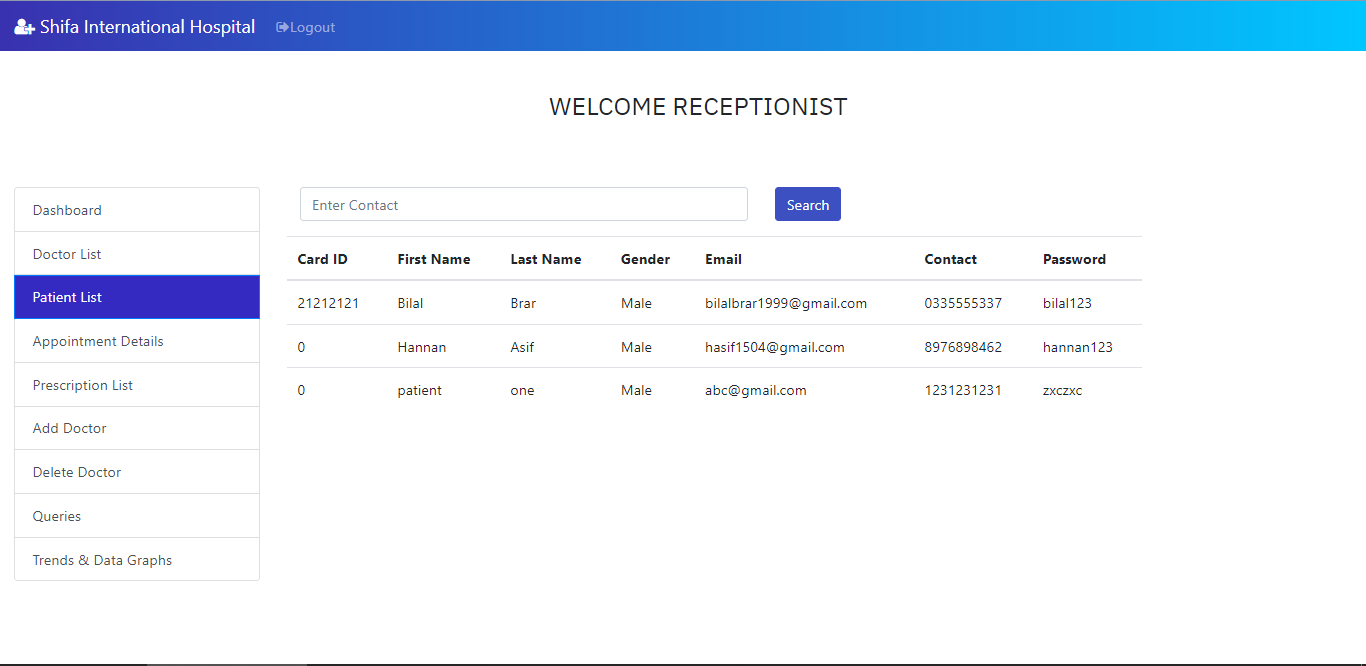 Shifa International Hospital Logout
WELCOME RECEPTIONIST
Dashboard
Doctor List
Patient List
Appointment Details
Prescription List
Add Doctor
Delete Doctor
Queries
Trends & Data Graphs
Enter Contact Search
Card ID First Name Last Name Gender Email Contact Password
21212121 Bilal Brar Male bilalbrar1999@gmail.com 0335555337 bilal123
0 Hannan Asif Male hasif1504@gmail.com 8976898462 hannan123
0 patient one Male abc@gmail.com 1231231231 zxczxc